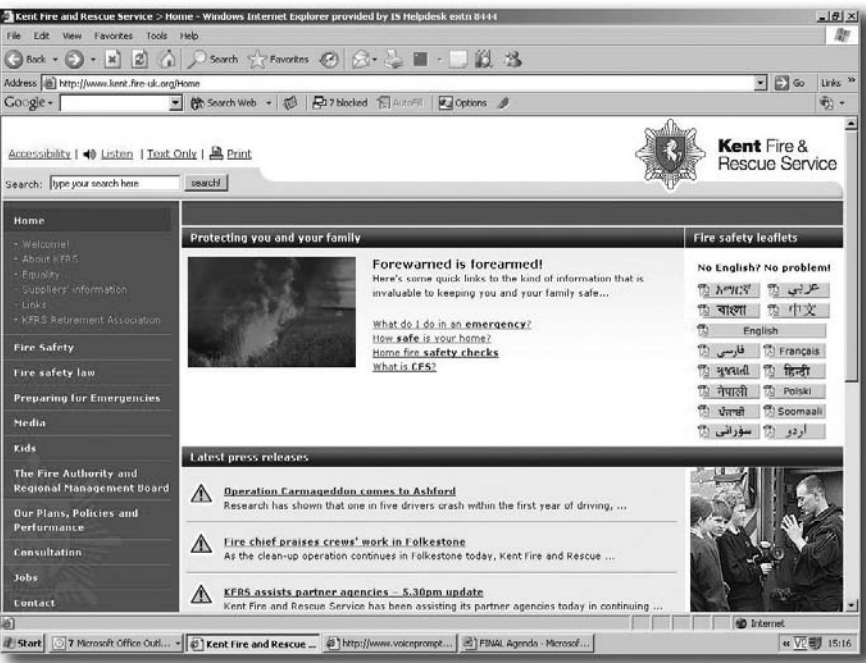 Kent Fire and Rescue Service > Home - Windows Internet Explorer provided by IS Helpdesk extn 8444
File Edit View Favorites Tools Help
Back Search Favorites
Address http://www.kent.fire-uk.org/Home Go Links »
Google Search Web 7 blocked AutoFill Options
Accessibility | Listen | Text Only | Print
Kent Fire &
Rescue Service
Search: type your search here search!
Home
- Welcome!
- About KFRS
- Equality
- Suppliers' information
- Links
- KFRS Retirement Association
Fire Safety
Fire safety law
Preparing for Emergencies
Media
Kids
The Fire Authority and
Regional Management Board
Our Plans, Policies and
Performance
Consultation
Jobs
Contact
Protecting you and your family
Forewarned is forearmed!
Here's some quick links to the kind of information that is
invaluable to keeping you and your family safe...
What do I do in an emergency?
How safe is your home?
Home fire safety checks
What is CFS?
Latest press releases
Operation Carmageddon comes to Ashford
Research has shown that one in five drivers crash within the first year of driving, ...
Fire chief praises crews' work in Folkestone
As the clean-up operation continues in Folkestone today, Kent Fire and Rescue ...
KFRS assists partner agencies – 5.30pm update
Kent Fire and Rescue Service has been assisting its partner agencies today in continuing ...
Fire safety leaflets
No English? No problem!
አማርኛ عربي
বাংলা 中文
English
فارسی Français
ગુજરાતી हिन्दी
नेपाली Polski
ਪੰਜਾਬੀ Soomaali
سۆرانی اردو
Internet
Start 7 Microsoft Office Outl... Kent Fire and Rescue ... http://www.voiceprompt... FINAL Agenda - Microsof... « 15:16